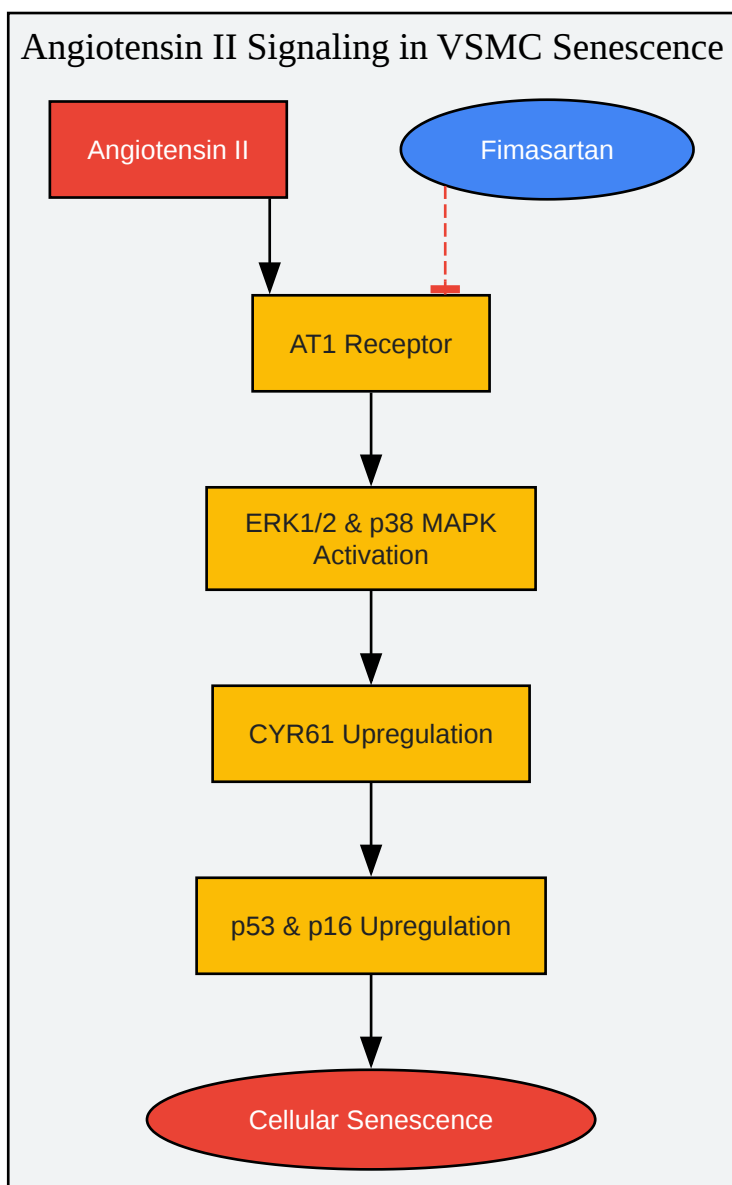 Angiotensin II Signaling in VSMC Senescence
Angiotensin II
Fimasartan
AT1 Receptor
ERK1/2 & p38 MAPK
Activation
CYR61 Upregulation
p53 & p16 Upregulation
Cellular Senescence